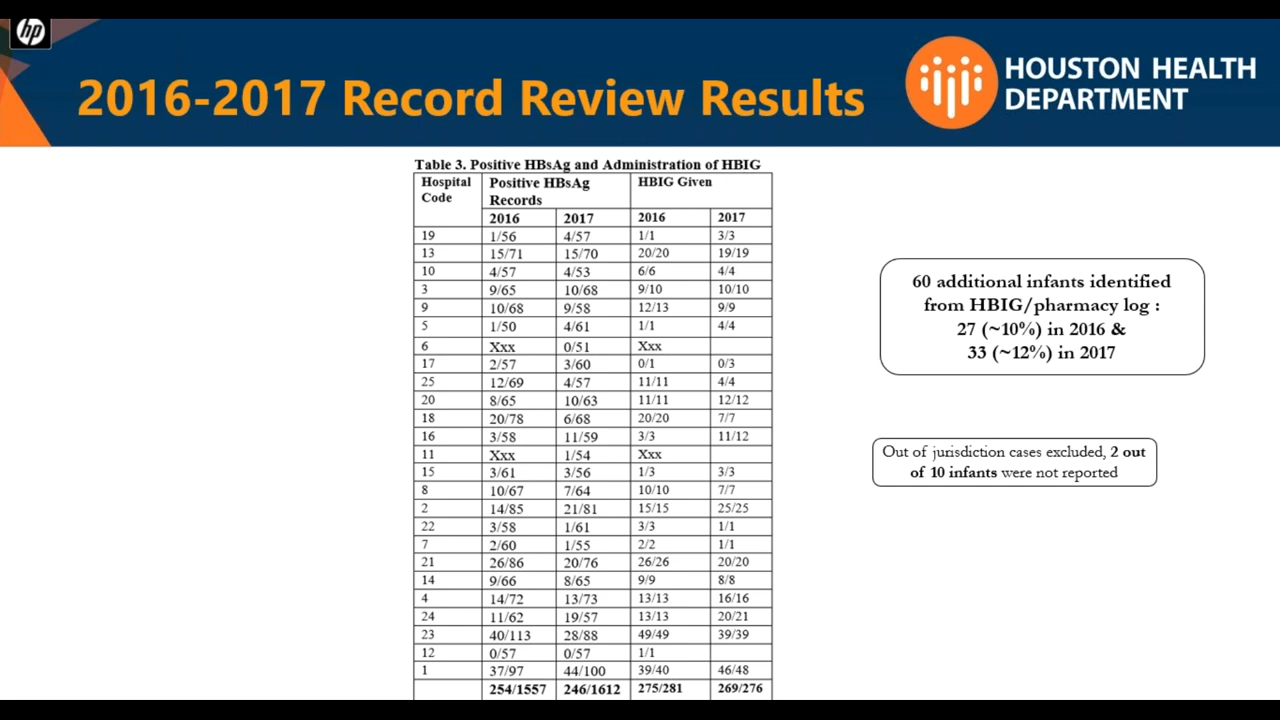 hp
2016-2017 Record Review Results
HOUSTON HEALTH
DEPARTMENT
Table 3. Positive HBsAg and Administration of HBIG
Hospital Code Positive HBsAg Records HBIG Given
2016 2017 2016 2017
19 1/56 4/57 1/1 3/3
13 15/71 15/70 20/20 19/19
10 4/57 4/53 6/6 4/4
3 9/65 10/68 9/10 10/10
9 10/68 9/58 12/13 9/9
5 1/50 4/61 1/1 4/4
6 Xxx 0/51 Xxx
17 2/57 3/60 0/1 0/3
25 12/69 4/57 11/11 4/4
20 8/65 10/63 11/11 12/12
18 20/78 6/68 20/20 7/7
16 3/58 11/59 3/3 11/12
11 Xxx 1/54 Xxx
15 3/61 3/56 1/3 3/3
8 10/67 7/64 10/10 7/7
2 14/85 21/81 15/15 25/25
22 3/58 1/61 3/3 1/1
7 2/60 1/55 2/2 1/1
21 26/86 20/76 26/26 20/20
14 9/66 8/65 9/9 8/8
4 14/72 13/73 13/13 16/16
24 11/62 19/57 13/13 20/21
23 40/113 28/88 49/49 39/39
12 0/57 0/57 1/1
1 37/97 44/100 39/40 46/48
254/1557 246/1612 275/281 269/276
60 additional infants identified
from HBIG/pharmacy log :
27 (~10%) in 2016 &
33 (~12%) in 2017
Out of jurisdiction cases excluded, 2 out
of 10 infants were not reported